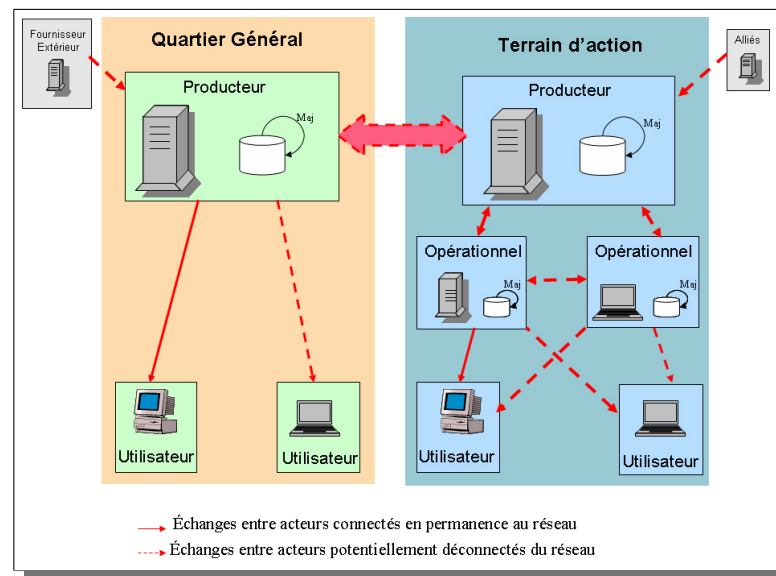 Fournisseur
Extérieur
Quartier Général
Terrain d'action
Alliés
Producteur
Maj
Producteur
Maj
Opérationnel
Maj
Opérationnel
Maj
Utilisateur
Utilisateur
Utilisateur
Utilisateur
Échanges entre acteurs connectés en permanence au réseau
Échanges entre acteurs potentiellement déconnectés du réseau